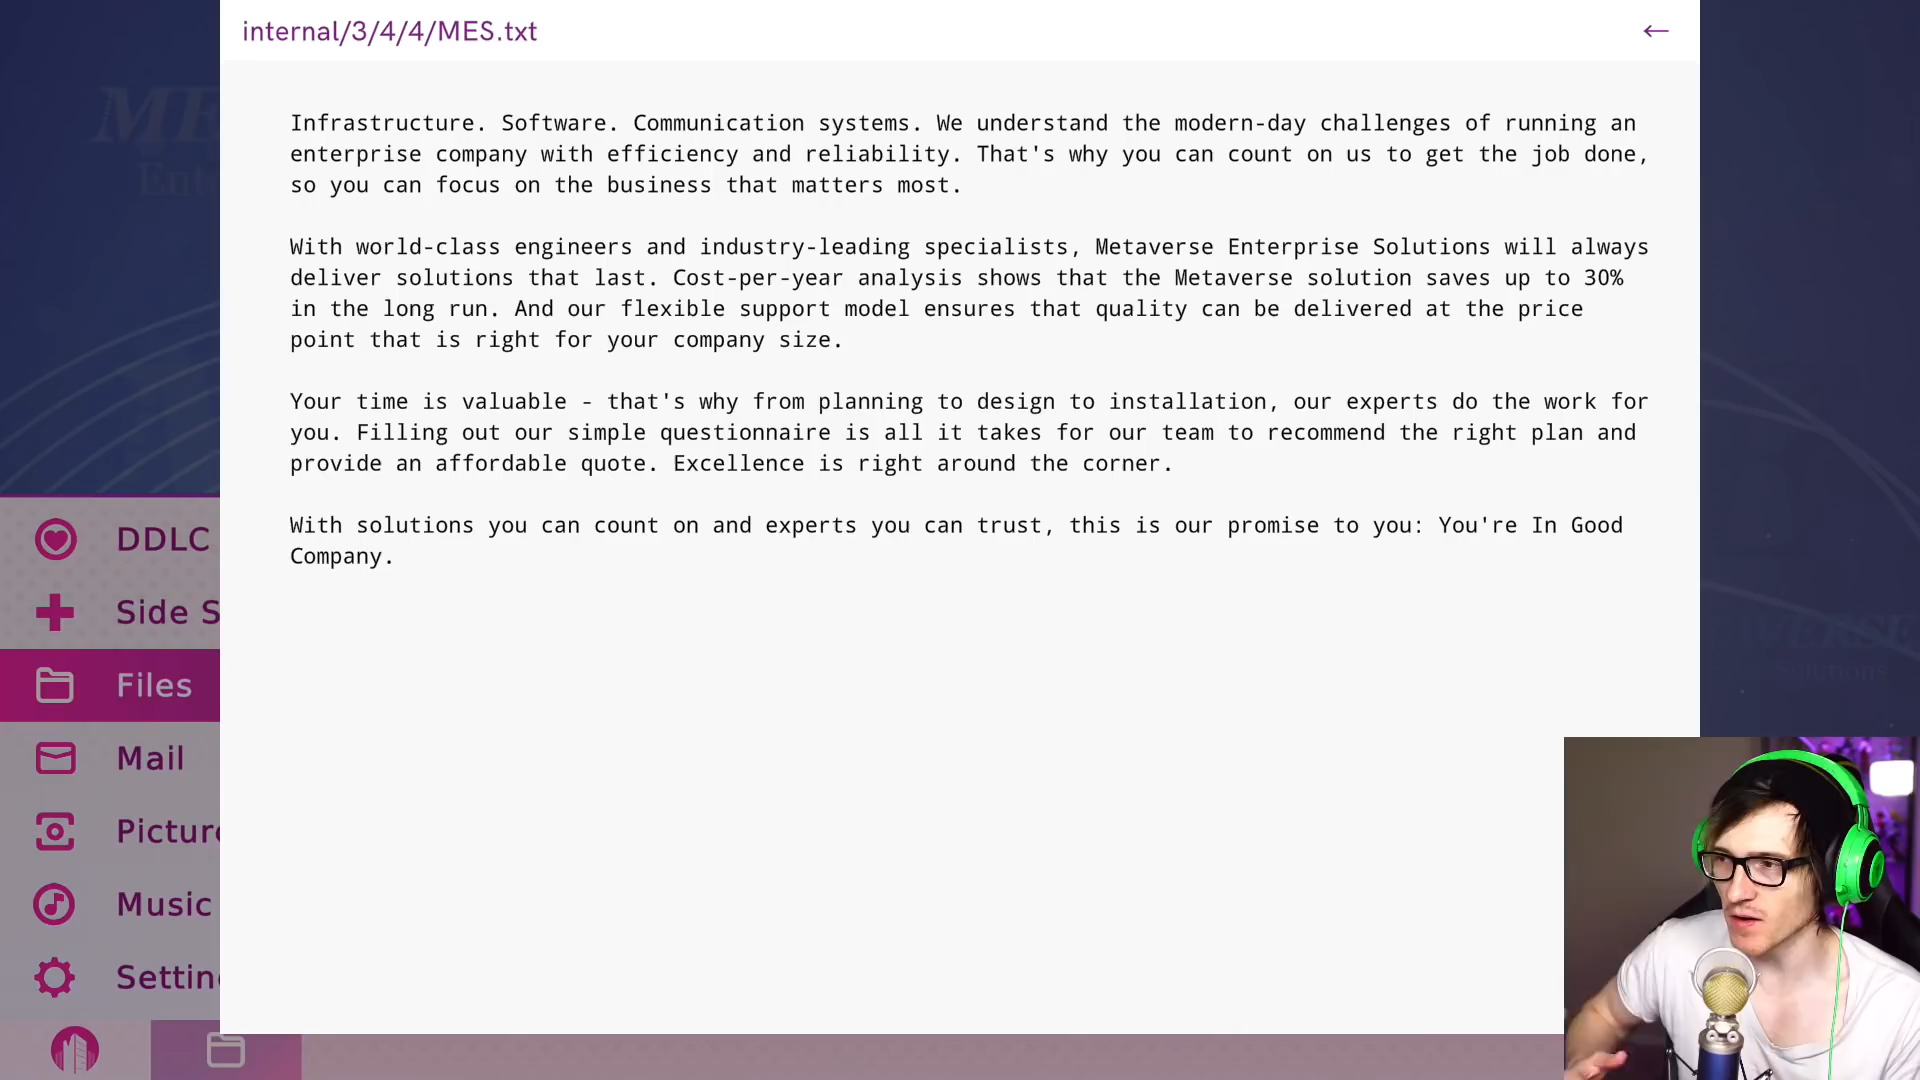 internal/3/4/4/MES.txt
←
Infrastructure. Software. Communication systems. We understand the modern-day challenges of running an
enterprise company with efficiency and reliability. That's why you can count on us to get the job done,
so you can focus on the business that matters most.
With world-class engineers and industry-leading specialists, Metaverse Enterprise Solutions will always
deliver solutions that last. Cost-per-year analysis shows that the Metaverse solution saves up to 30%
in the long run. And our flexible support model ensures that quality can be delivered at the price
point that is right for your company size.
Your time is valuable - that's why from planning to design to installation, our experts do the work for
you. Filling out our simple questionnaire is all it takes for our team to recommend the right plan and
provide an affordable quote. Excellence is right around the corner.
With solutions you can count on and experts you can trust, this is our promise to you: You're In Good
Company.
ME
Ente
DDLC
Side S
Files
Mail
Pictur
Music
Settin
VERSE
Solutions